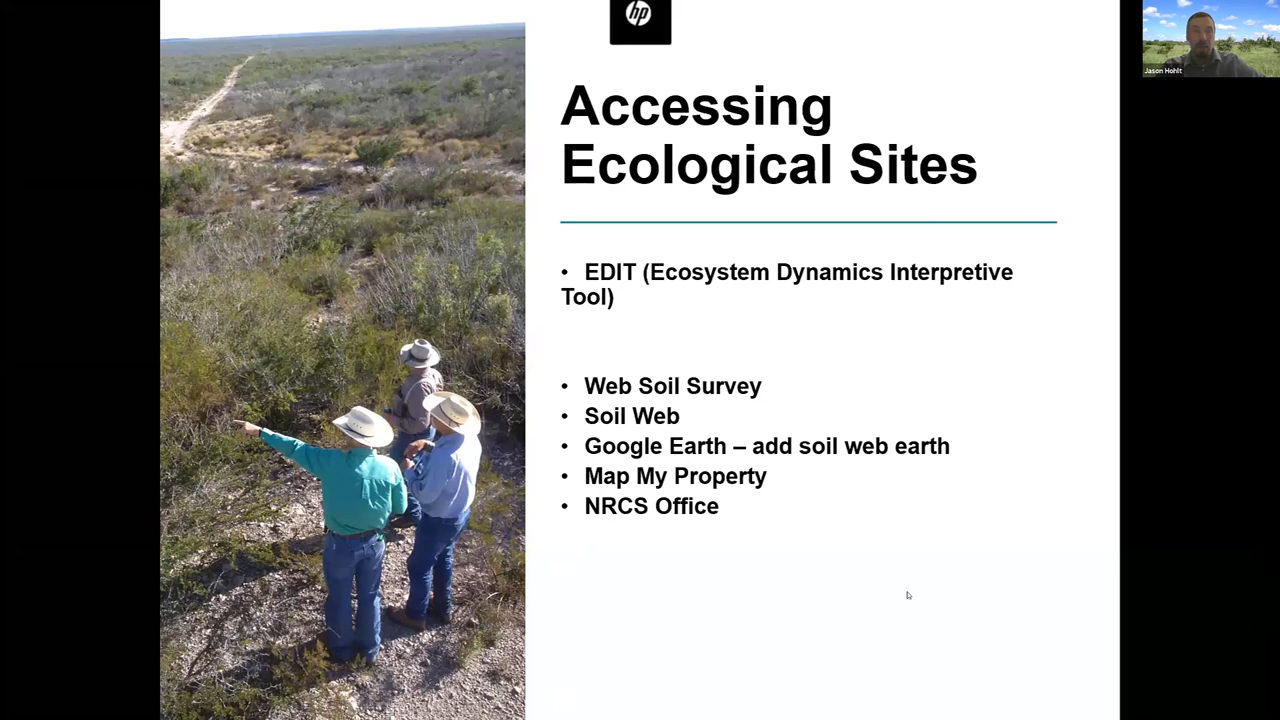 hp
Jason Hohlt
Accessing
Ecological Sites
• EDIT (Ecosystem Dynamics Interpretive
Tool)
• Web Soil Survey
• Soil Web
• Google Earth – add soil web earth
• Map My Property
• NRCS Office